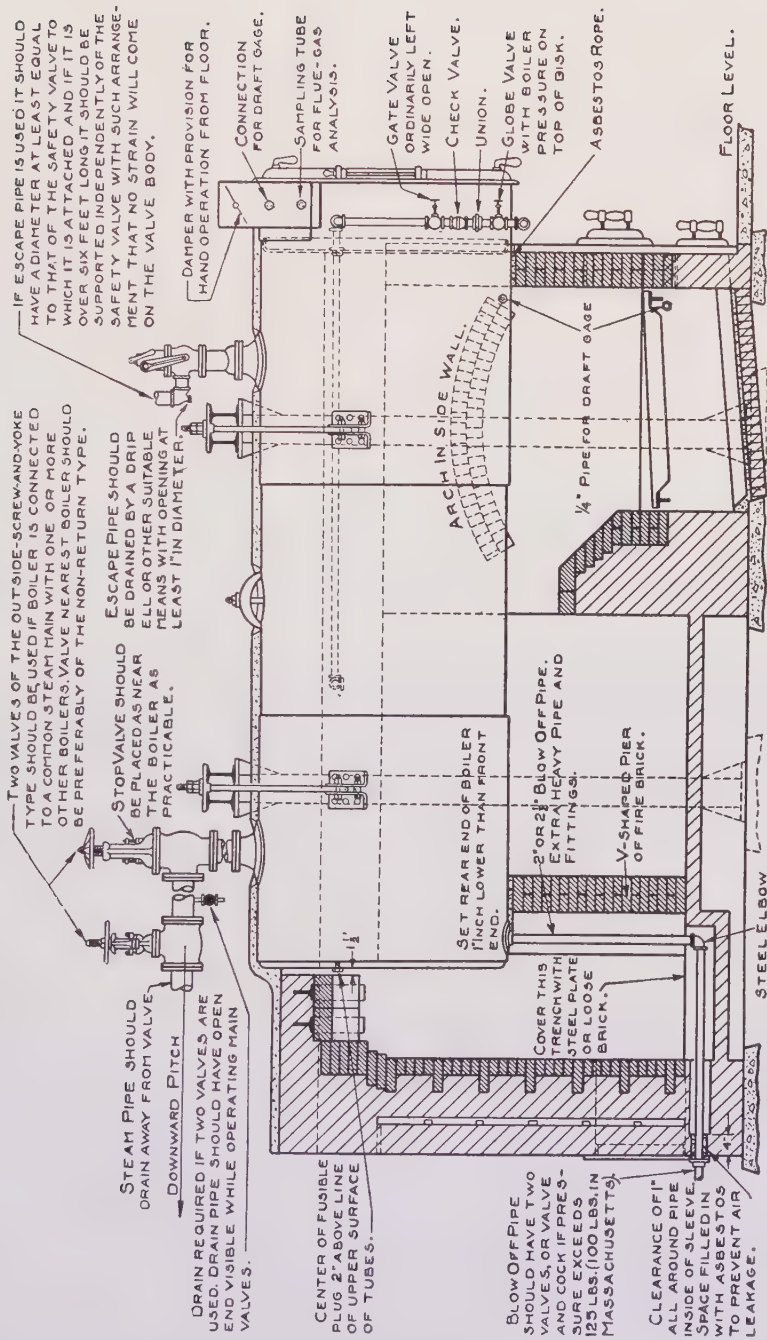 TWO VALVES OF THE OUTSIDE-SCREW-AND-YOKE
TYPE SHOULD BE USED IF BOILER IS CONNECTED
TO A COMMON STEAM MAIN WITH ONE OR MORE
OTHER BOILERS. VALVE NEAREST BOILER SHOULD
BE PREFERABLY OF THE NON-RETURN TYPE.
IF ESCAPE PIPE IS USED IT SHOULD
HAVE A DIAMETER AT LEAST EQUAL
TO THAT OF THE SAFETY VALVE TO
WHICH IT IS ATTACHED AND IF IT IS
OVER SIX FEET LONG IT SHOULD BE
SUPPORTED INDEPENDENTLY OF THE
SAFETY VALVE WITH SUCH ARRANGE-
MENT THAT NO STRAIN WILL COME
ON THE VALVE BODY.
STEAM PIPE SHOULD
DRAIN AWAY FROM VALVE
DOWNWARD PITCH
STOP VALVE SHOULD
BE PLACED AS NEAR
THE BOILER AS
PRACTICABLE.
ESCAPE PIPE SHOULD
BE DRAINED BY A DRIP
ELL OR OTHER SUITABLE
MEANS WITH OPENING AT
LEAST 1" IN DIAMETER.
DAMPER WITH PROVISION FOR
HAND OPERATION FROM FLOOR.
CONNECTION
FOR DRAFT GAGE.
SAMPLING TUBE
FOR FLUE-GAS
ANALYSIS.
DRAIN REQUIRED IF TWO VALVES ARE
USED. DRAIN PIPE SHOULD HAVE OPEN
END VISIBLE WHILE OPERATING MAIN
VALVES.
GATE VALVE
ORDINARILY LEFT
WIDE OPEN.
CHECK VALVE.
UNION.
GLOBE VALVE
WITH BOILER
PRESSURE ON
TOP OF DISK.
CENTER OF FUSIBLE
PLUG 2" ABOVE LINE
OF UPPER SURFACE
OF TUBES.
1½"
ARCH IN SIDE WALL
ASBESTOS ROPE.
SET REAR END OF BOILER
1 INCH LOWER THAN FRONT
END.
2" OR 2½" BLOW OFF PIPE.
EXTRA HEAVY PIPE AND
FITTINGS.
¼" PIPE FOR DRAFT GAGE
COVER THIS
TRENCH WITH
STEEL PLATE
OR LOOSE
BRICK.
V-SHAPED PIER
OF FIRE BRICK.
BLOW OFF PIPE
SHOULD HAVE TWO
VALVES, OR VALVE
AND COCK IF PRES-
SURE EXCEEDS
125 LBS. (100 LBS. IN
MASSACHUSETTS).
CLEARANCE OF 1"
ALL AROUND PIPE
INSIDE OF SLEEVE.
SPACE FILLED IN
WITH ASBESTOS
TO PREVENT AIR
LEAKAGE.
4"
STEEL ELBOW
FLOOR LEVEL.